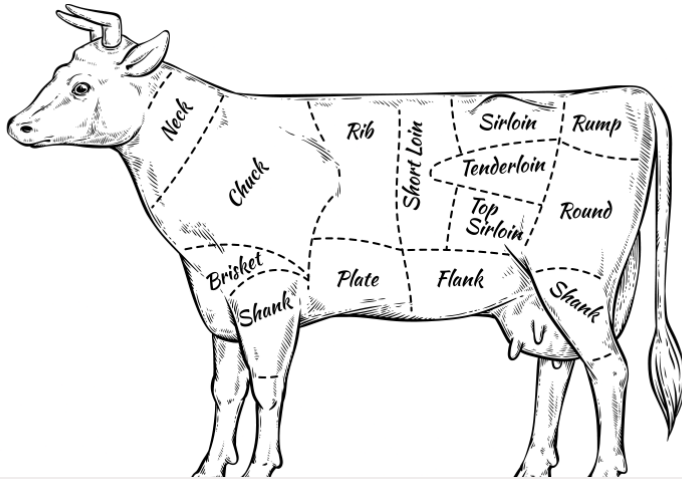 Neck
Chuck
Rib
Short Loin
Sirloin
Rump
Tenderloin
Top
Sirloin
Round
Brisket
Shank
Plate
Flank
Shank